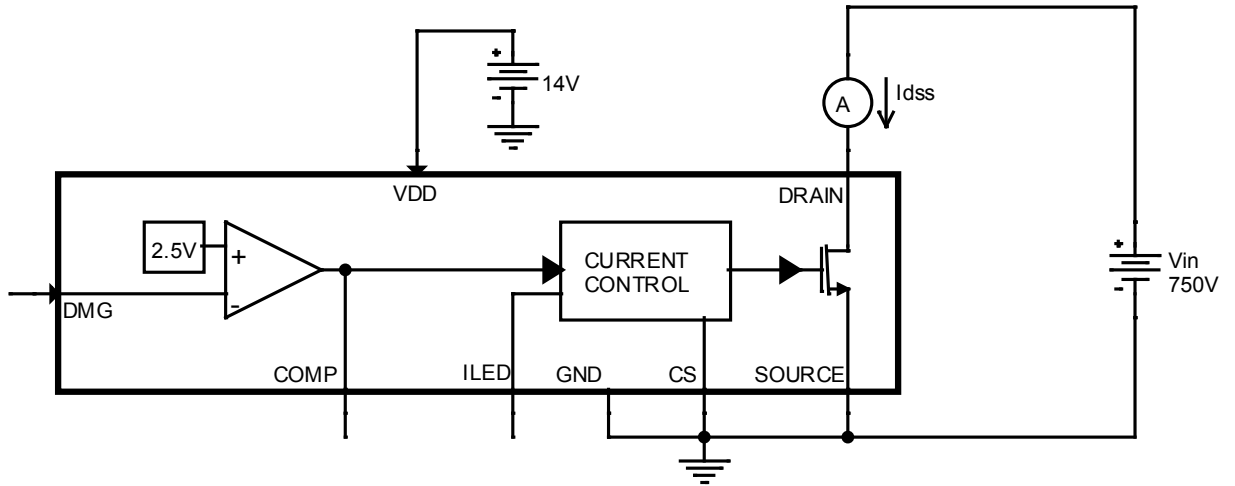 +
-
14V
A
Idss
VDD
DRAIN
2.5V
+
-
DMG
CURRENT
CONTROL
+
-
Vin
750V
COMP
ILED
GND
CS
SOURCE